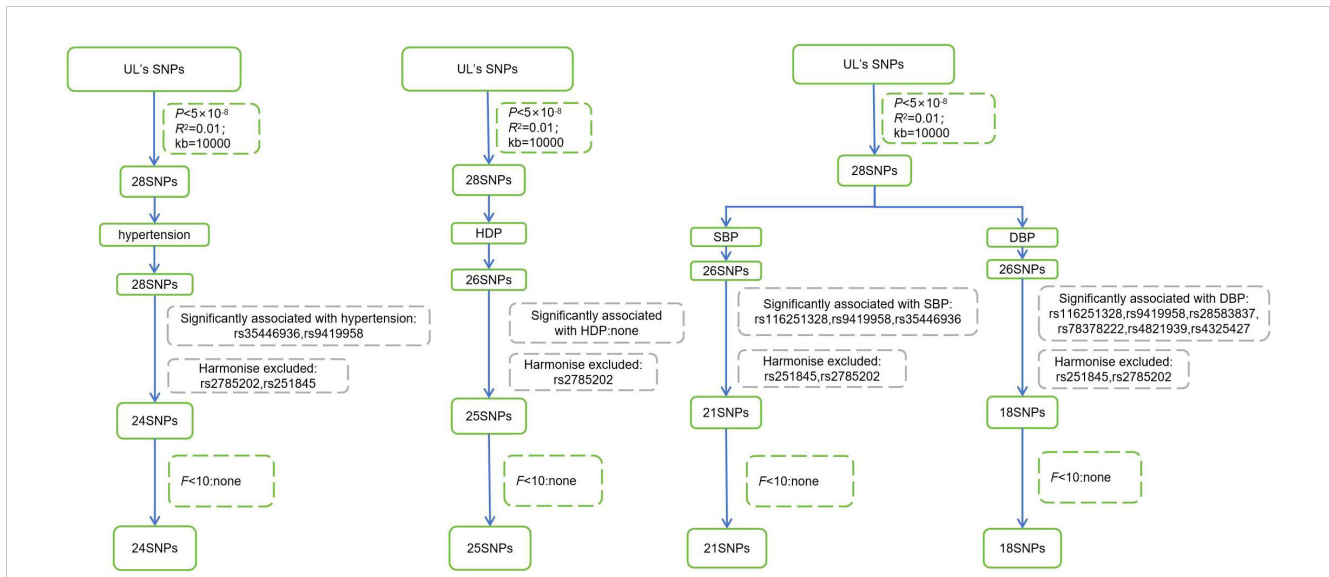 UL's SNPs
P<5×10⁻⁸
R²=0.01;
kb=10000
28SNPs
hypertension
28SNPs
Significantly associated with hypertension:
rs35446936,rs9419958
Harmonise excluded:
rs2785202,rs251845
24SNPs
F<10:none
24SNPs
UL's SNPs
P<5×10⁻⁸
R²=0.01;
kb=10000
28SNPs
HDP
26SNPs
Significantly associated
with HDP:none
Harmonise excluded:
rs2785202
25SNPs
F<10:none
25SNPs
UL's SNPs
P<5×10⁻⁸
R²=0.01;
kb=10000
28SNPs
SBP
26SNPs
Significantly associated with SBP:
rs116251328,rs9419958,rs35446936
Harmonise excluded:
rs251845,rs2785202
21SNPs
F<10:none
21SNPs
DBP
26SNPs
Significantly associated with DBP:
rs116251328,rs9419958,rs28583837,
rs78378222,rs4821939,rs4325427
Harmonise excluded:
rs251845,rs2785202
18SNPs
F<10:none
18SNPs